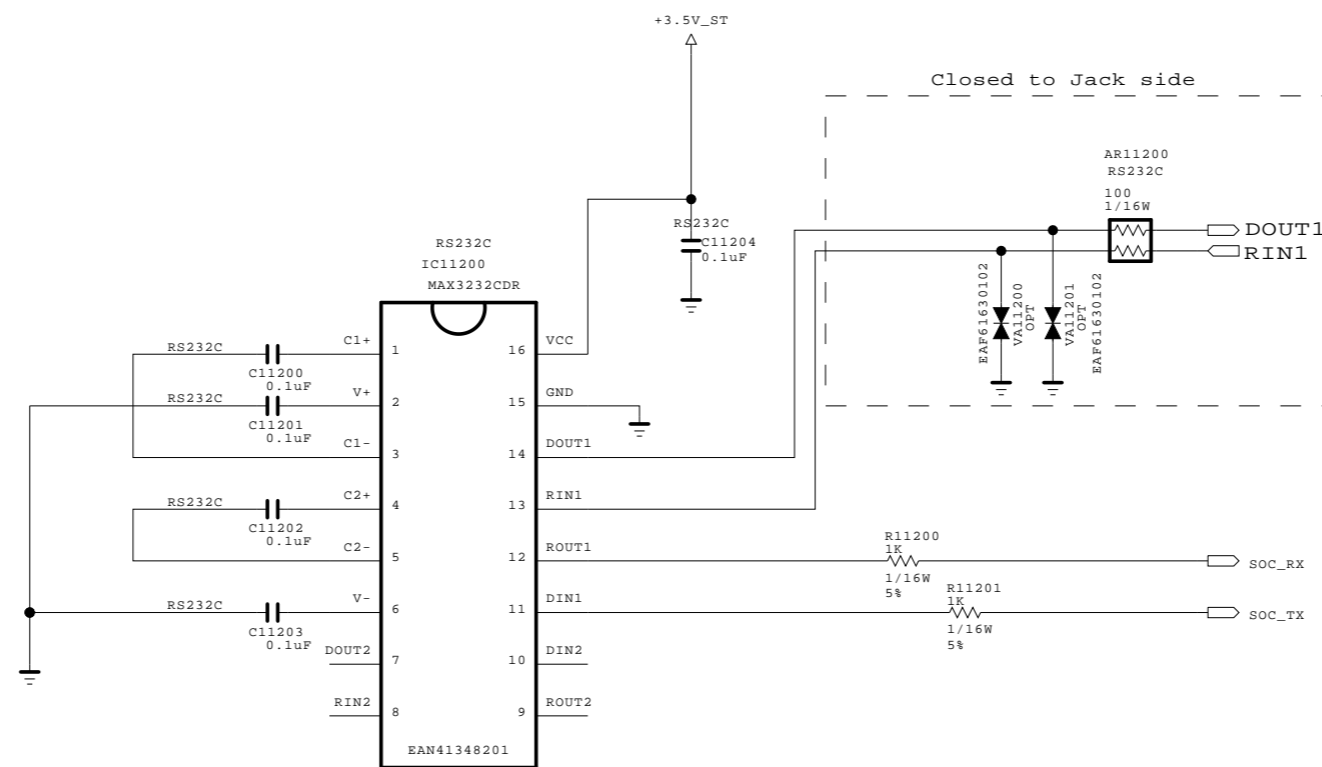 +3.5V_ST
Closed to Jack side
AR11200
RS232C
100
1/16W
DOUT1
RIN1
RS232C
C11204
0.1uF
EAF61630102
VA11200
OPT
VA11201
OPT
EAF61630102
RS232C
IC11200
MAX3232CDR
RS232C
C11200
0.1uF
C1+
1
16
VCC
RS232C
C11201
0.1uF
V+
2
15
GND
C1-
3
14
DOUT1
RS232C
C11202
0.1uF
C2+
4
13
RIN1
C2-
5
12
ROUT1
R11200
1K
1/16W
5%
SOC_RX
RS232C
C11203
0.1uF
V-
6
11
DIN1
R11201
1K
1/16W
5%
SOC_TX
DOUT2
7
10
DIN2
RIN2
8
9
ROUT2
EAN41348201